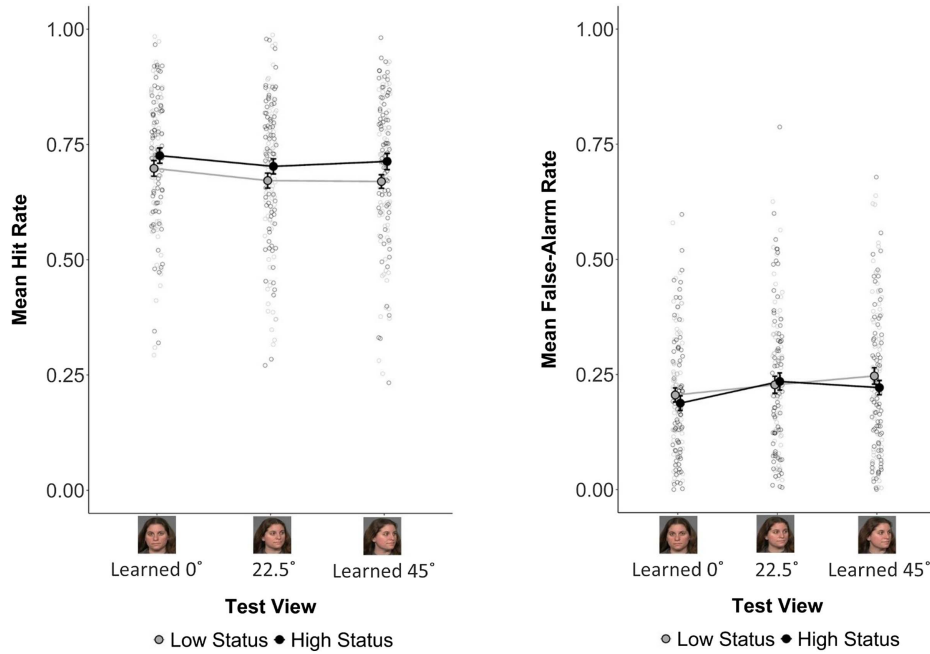 Mean Hit Rate
1.00
0.75
0.50
0.25
0.00
Learned 0°
22.5°
Learned 45°
Test View
Low Status
High Status
Mean False-Alarm Rate
1.00
0.75
0.50
0.25
0.00
Learned 0°
22.5°
Learned 45°
Test View
Low Status
High Status